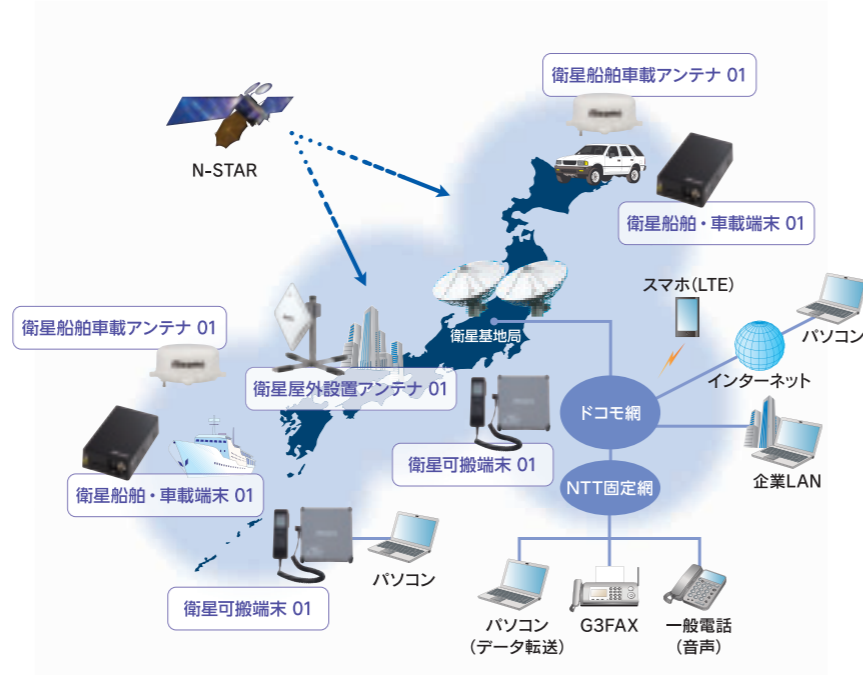 衛星船舶車載アンテナ 01
N-STAR
衛星船舶・車載端末 01
スマホ(LTE)
パソコン
衛星船舶車載アンテナ 01
衛星基地局
インターネット
衛星屋外設置アンテナ 01
ドコモ網
衛星可搬端末 01
企業LAN
衛星船舶・車載端末 01
NTT固定網
パソコン
衛星可搬端末 01
パソコン
(データ転送)
G3FAX
一般電話
(音声)